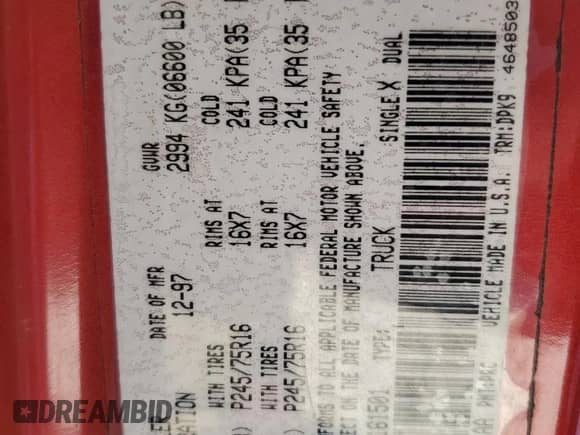 DATE OF MFR GVWR
12-97 2994 KG(06600 LB)
WITH TIRES RIMS AT COLD
P245/75R16 16X7 241 KPA(35
WITH TIRES RIMS AT COLD
P245/75R16 16X7 241 KPA(35
TO ALL APPLICABLE FEDERAL MOTOR VEHICLE SAFETY
ON THE DATE OF MANUFACTURE SHOWN ABOVE.
TYPE: TRUCK SINGLE X DUAL
VEHICLE MADE IN U.S.A. TRM:DPK9 4648503
DREAMBID